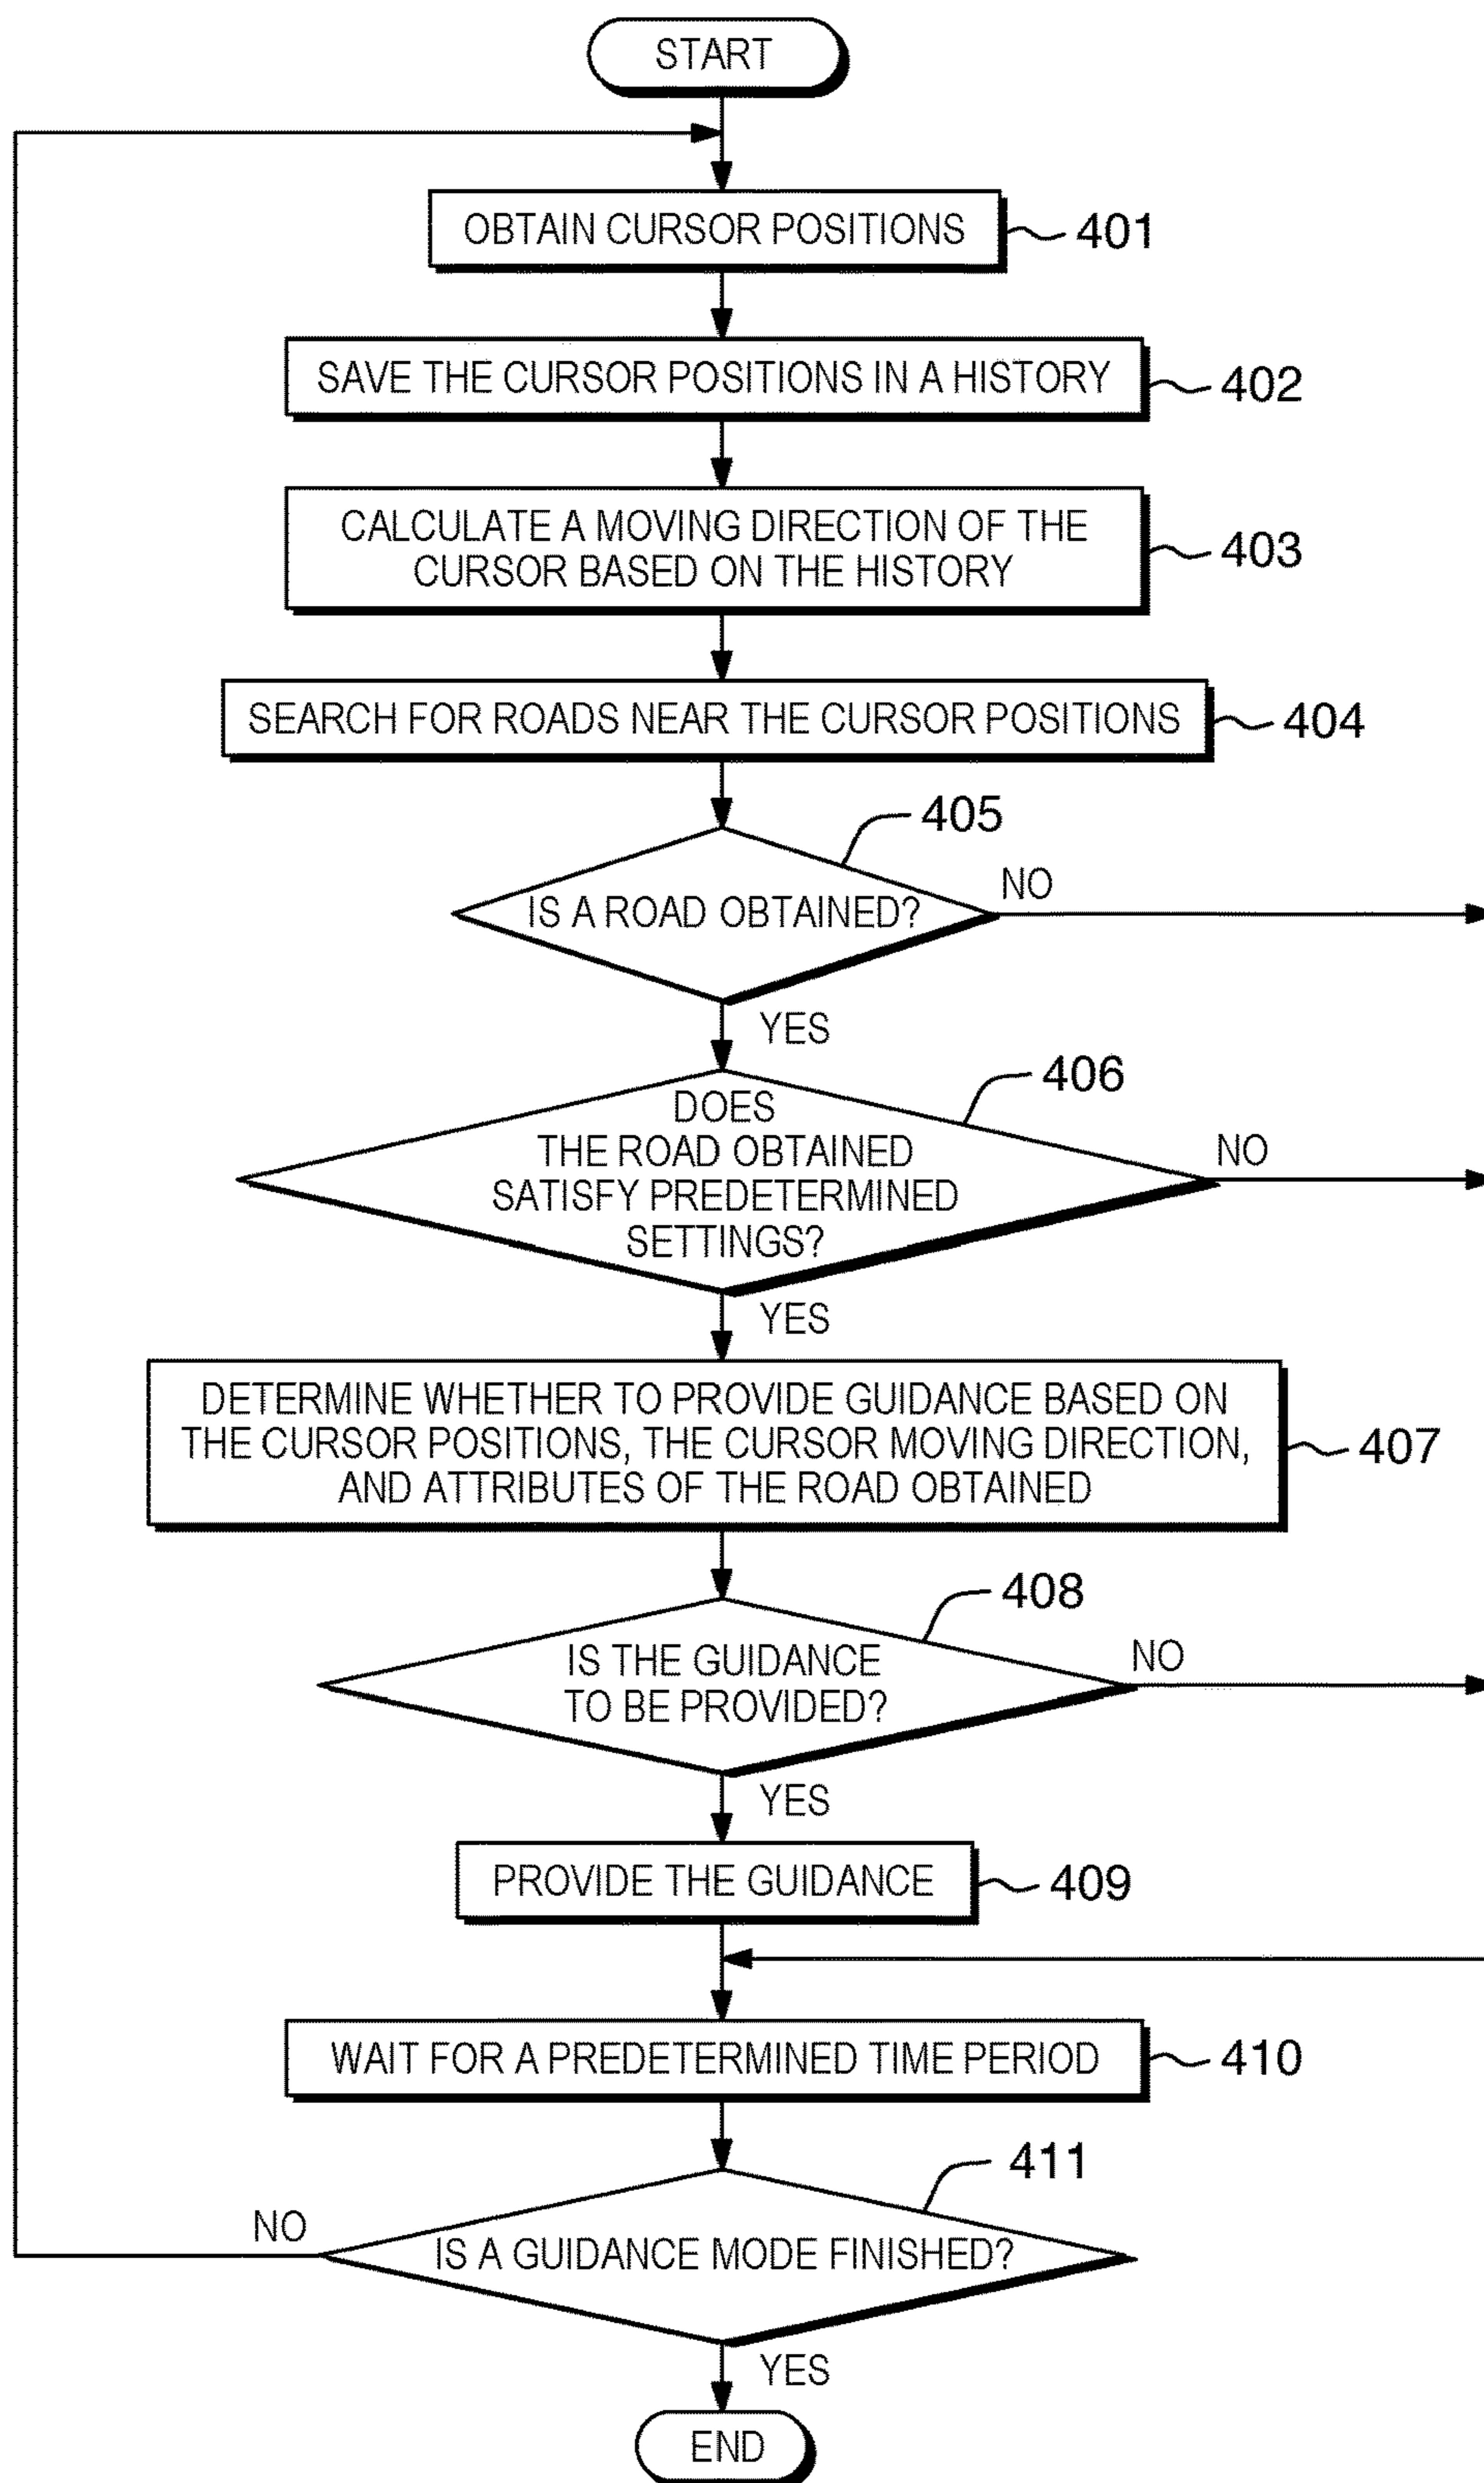 START
OBTAIN CURSOR POSITIONS
401
SAVE THE CURSOR POSITIONS IN A HISTORY
402
CALCULATE A MOVING DIRECTION OF THE
CURSOR BASED ON THE HISTORY
403
SEARCH FOR ROADS NEAR THE CURSOR POSITIONS
404
405
IS A ROAD OBTAINED?
NO
YES
406
DOES
THE ROAD OBTAINED
SATISFY PREDETERMINED
SETTINGS?
NO
YES
DETERMINE WHETHER TO PROVIDE GUIDANCE BASED ON
THE CURSOR POSITIONS, THE CURSOR MOVING DIRECTION,
AND ATTRIBUTES OF THE ROAD OBTAINED
407
408
IS THE GUIDANCE
TO BE PROVIDED?
NO
YES
PROVIDE THE GUIDANCE
409
WAIT FOR A PREDETERMINED TIME PERIOD
410
411
NO
IS A GUIDANCE MODE FINISHED?
YES
END